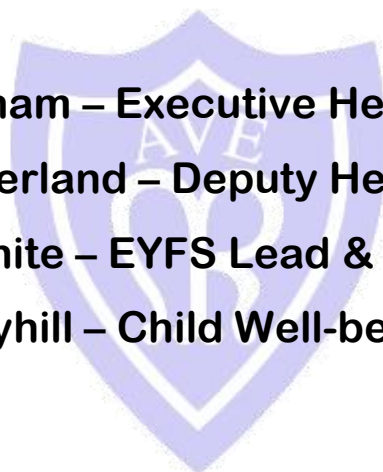 ham – Executive He
erland – Deputy He
hite – EYFS Lead &
yhill – Child Well-be
AVE